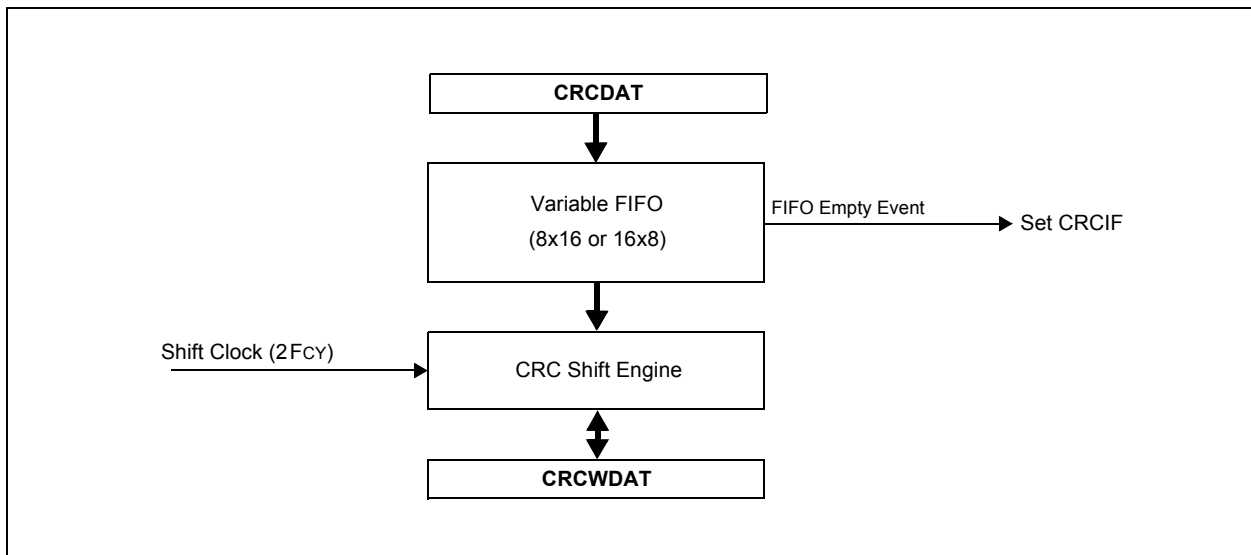 CRCDAT
Variable FIFO
(8x16 or 16x8)
FIFO Empty Event
Set CRCIF
Shift Clock (2FCY)
CRC Shift Engine
CRCWDAT